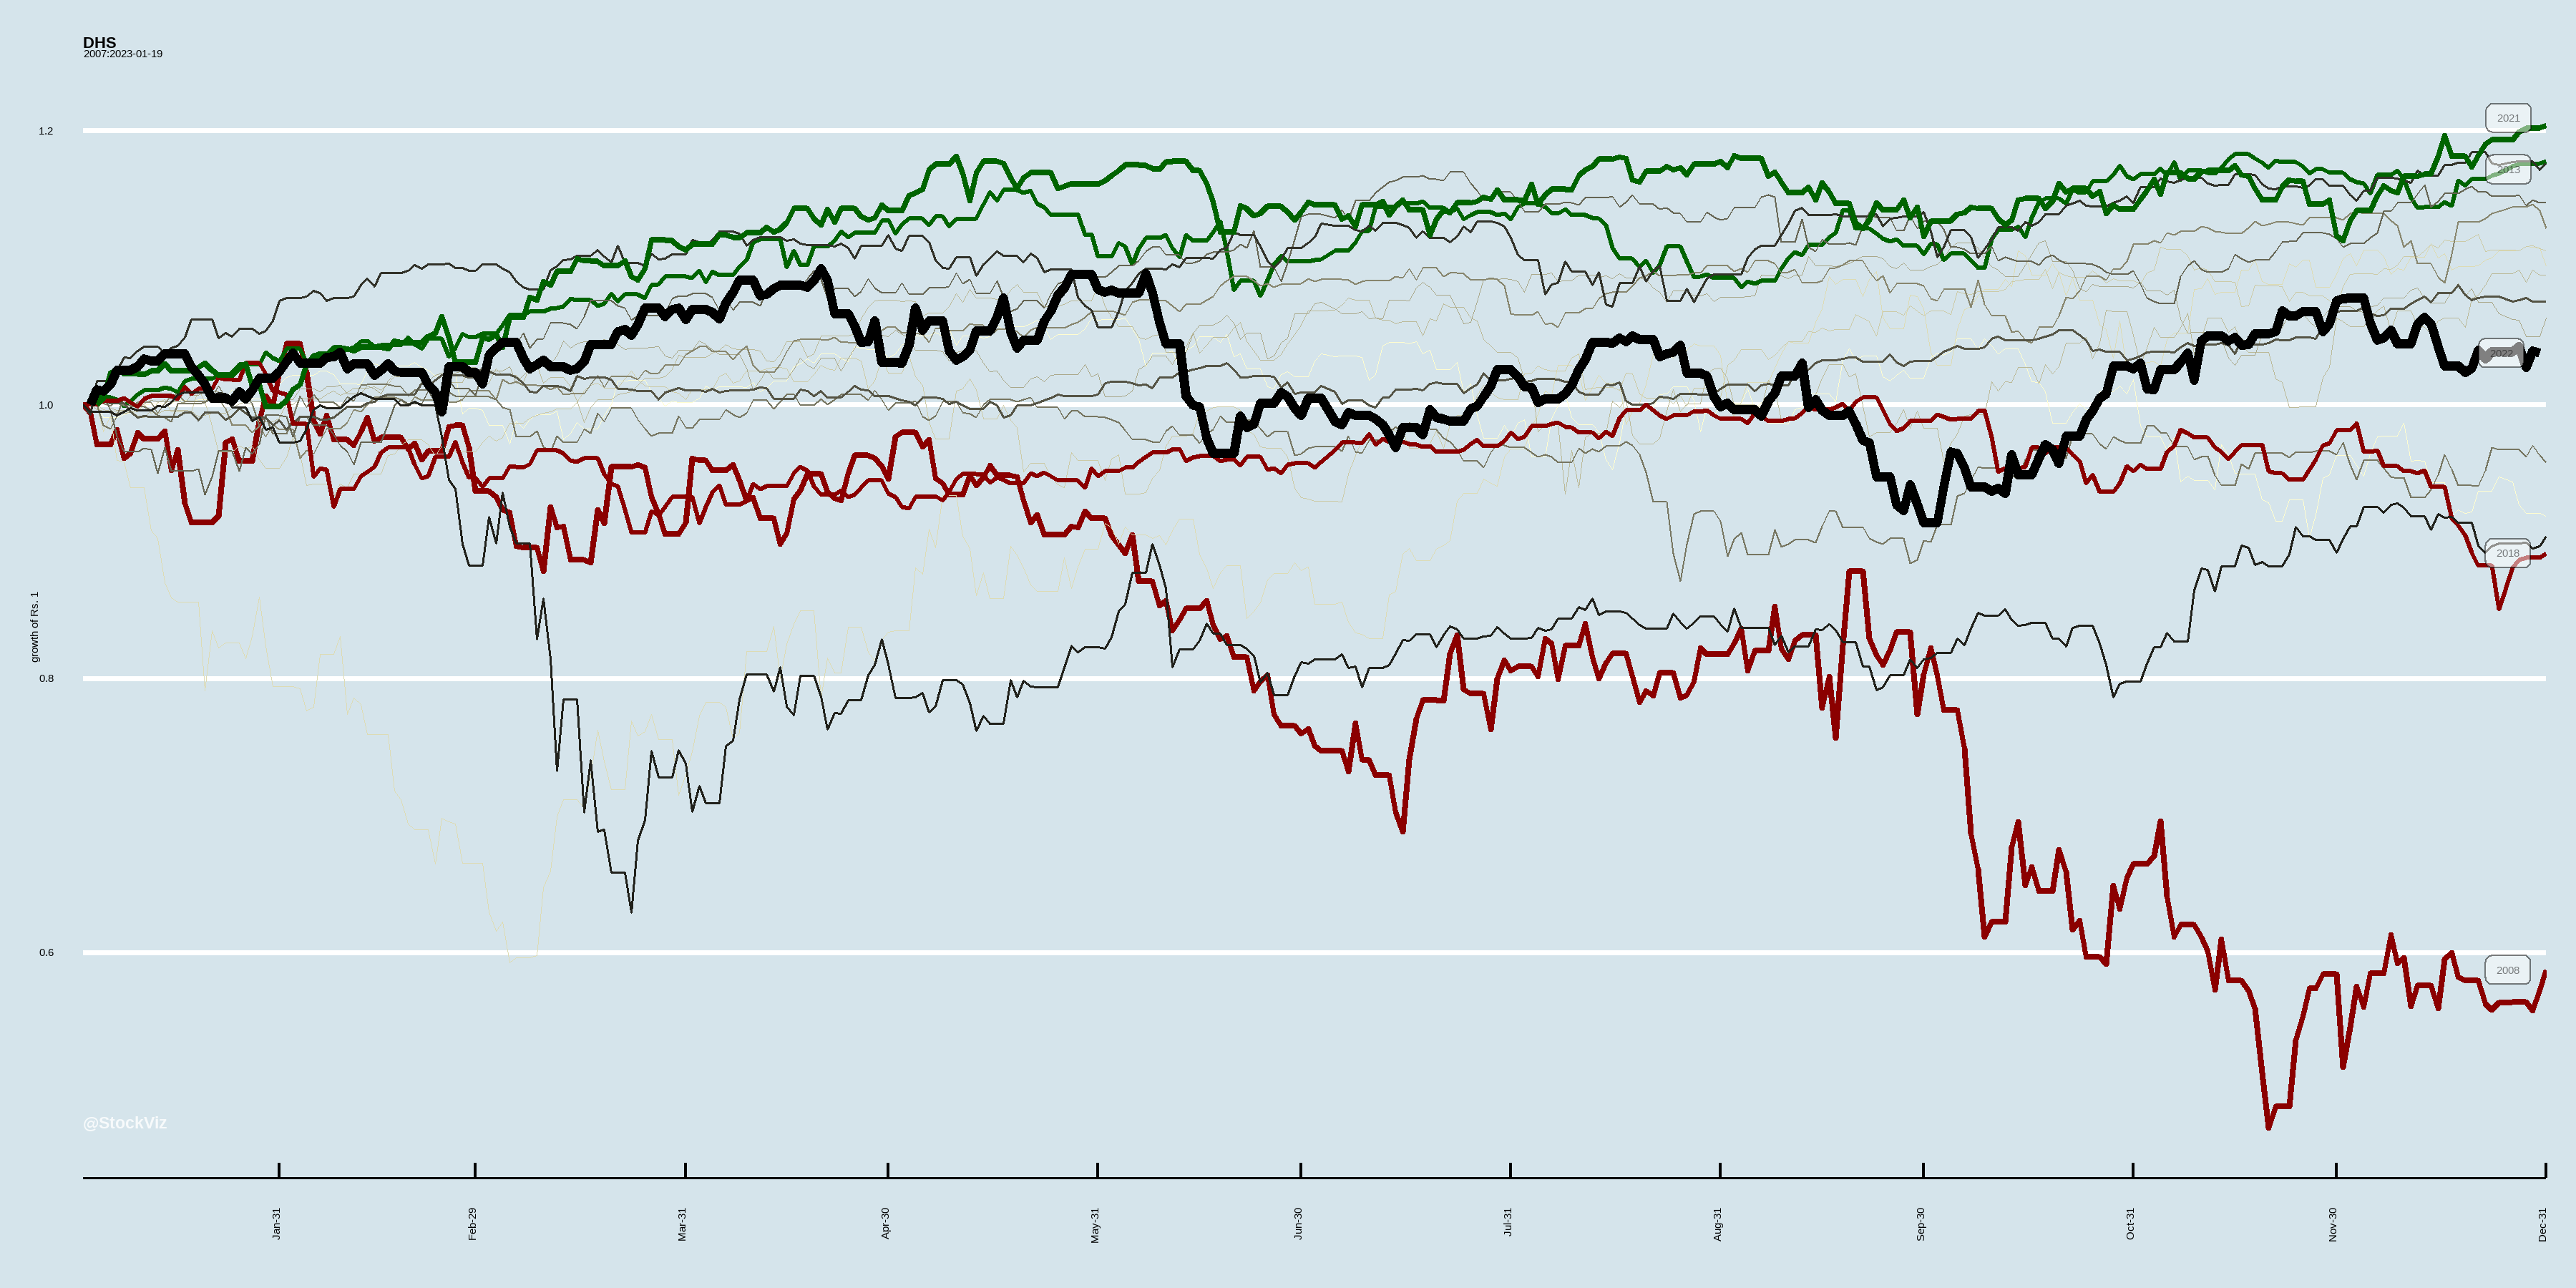 DHS
2007:2023-01-19
1.2
1.0
0.8
0.6
growth of Rs. 1
2021
2013
2022
2018
2008
@StockViz
Jan-31
Feb-29
Mar-31
Apr-30
May-31
Jun-30
Jul-31
Aug-31
Sep-30
Oct-31
Nov-30
Dec-31